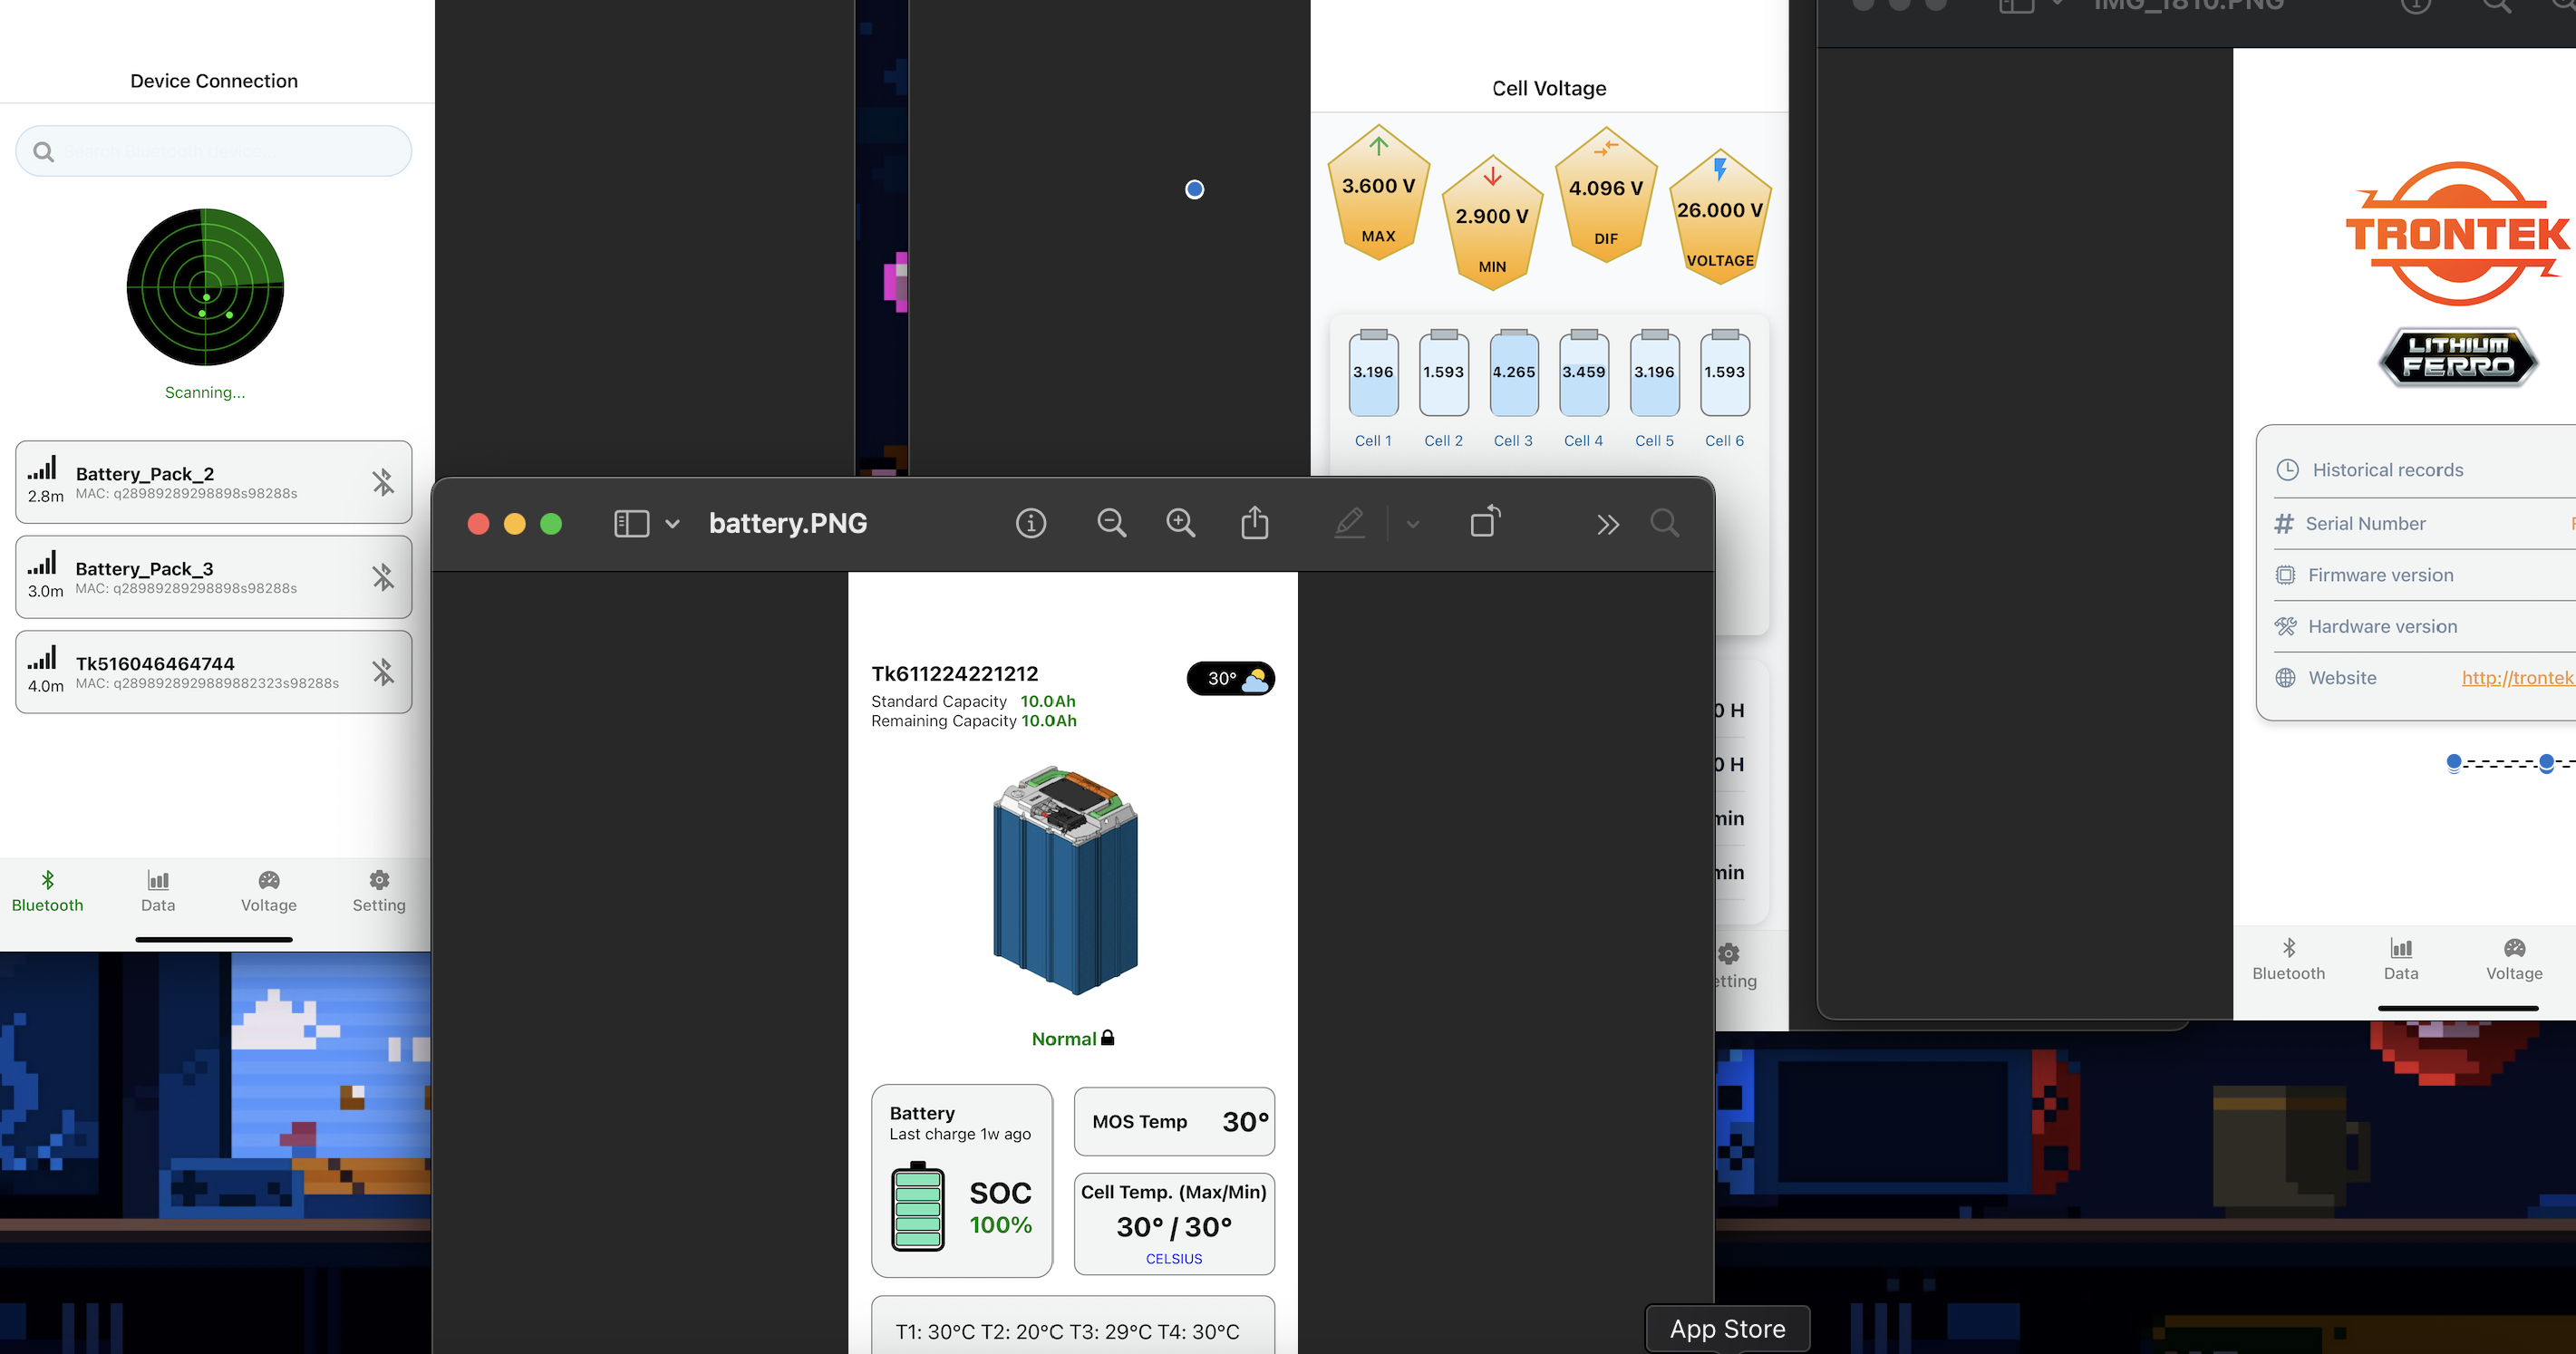 Device Connection
Search Bluetooth device...
Scanning...
Battery_Pack_2
MAC: q28989289298898s98288s
2.8m
Battery_Pack_3
MAC: q28989289298898s98288s
3.0m
Tk516046464744
MAC: q2898928929889882323s98288s
4.0m
Bluetooth
Data
Voltage
Setting
Cell Voltage
3.600 V
MAX
2.900 V
MIN
4.096 V
DIF
26.000 V
VOLTAGE
3.196 1.593 4.265 3.459 3.196 1.593
Cell 1 Cell 2 Cell 3 Cell 4 Cell 5 Cell 6
0 H
0 H
min
min
etting
battery.PNG
Tk611224221212
30°
Standard Capacity 10.0Ah
Remaining Capacity 10.0Ah
Normal
Battery
Last charge 1w ago
SOC
100%
MOS Temp 30°
Cell Temp. (Max/Min)
30° / 30°
CELSIUS
T1: 30°C T2: 20°C T3: 29°C T4: 30°C
App Store
IMG_1810.PNG
TRONTEK
LITHIUM
FERRO
Historical records
# Serial Number
Firmware version
Hardware version
Website http://trontek
Bluetooth
Data
Voltage